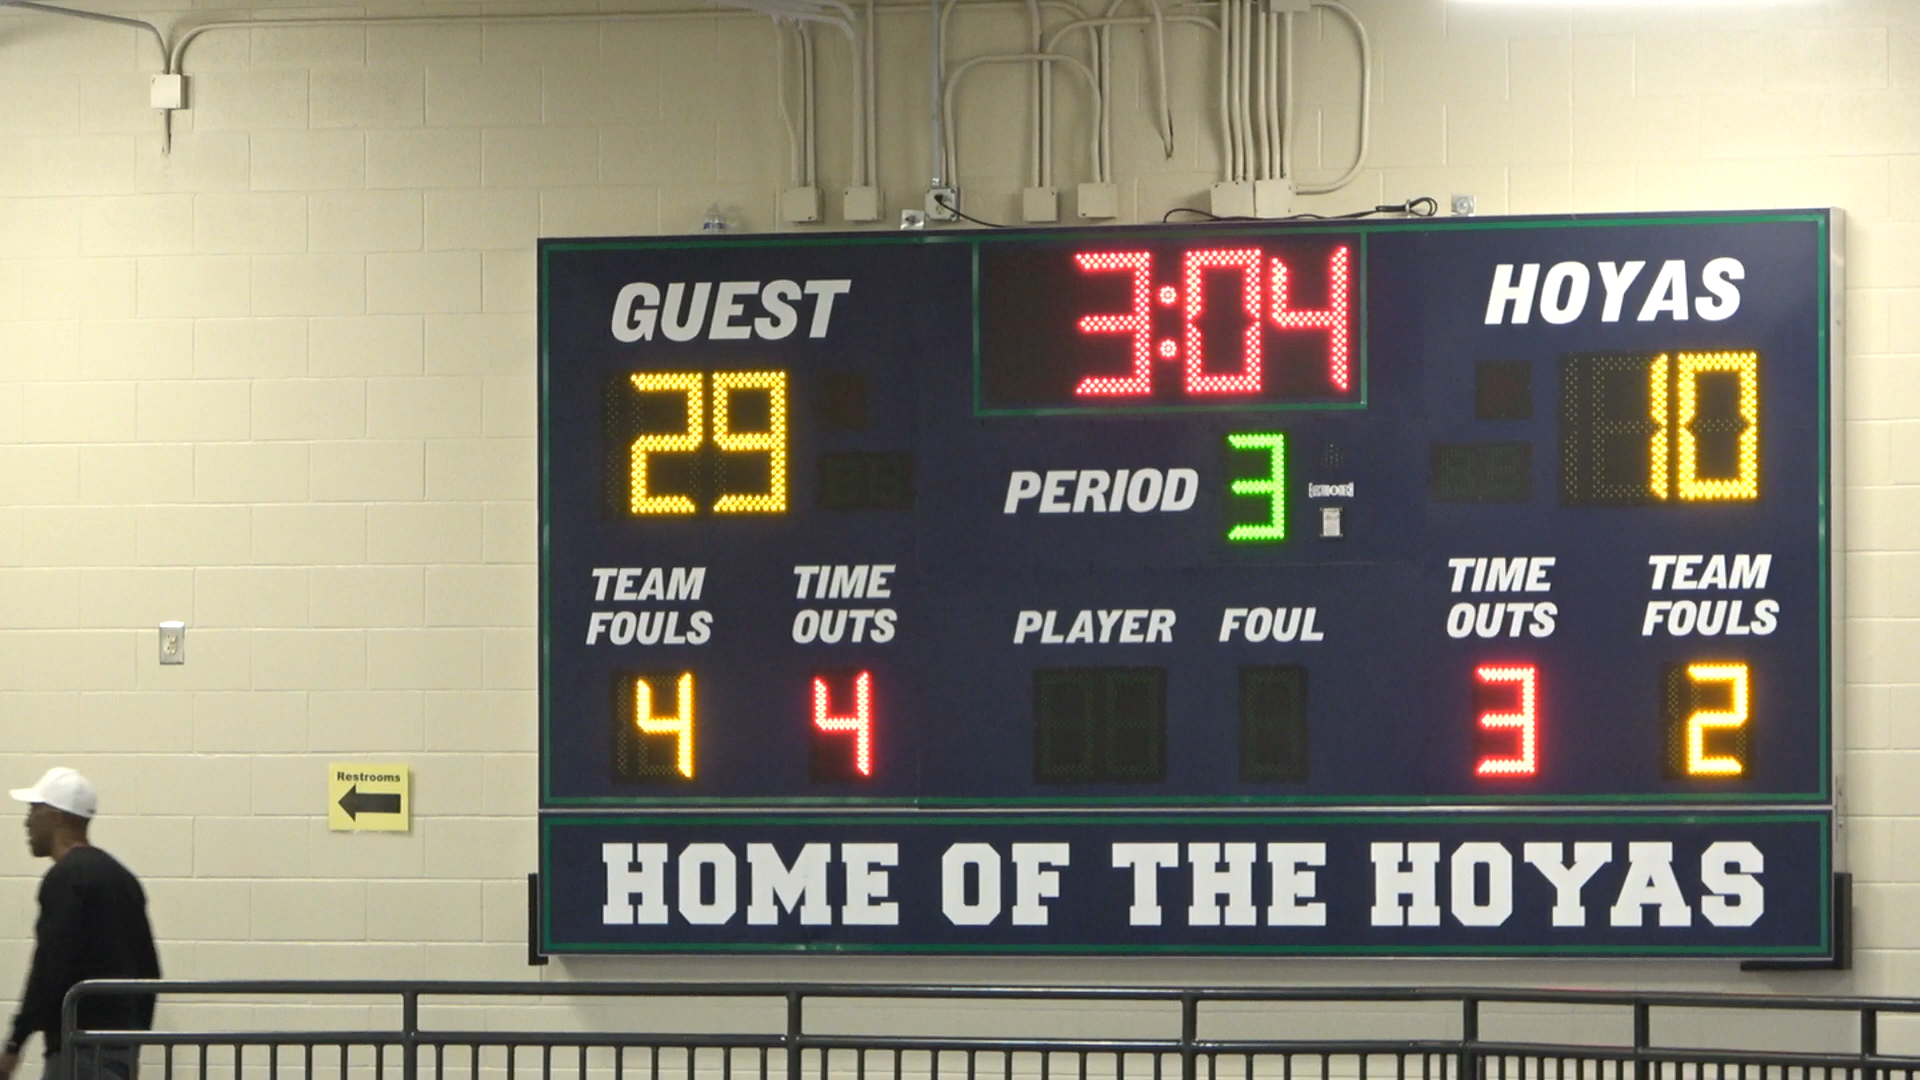 GUEST
3:04
HOYAS
29
10
PERIOD 3
TEAM
FOULS
TIME
OUTS
PLAYER
FOUL
TIME
OUTS
TEAM
FOULS
4
4
3
2
Restrooms
HOME OF THE HOYAS